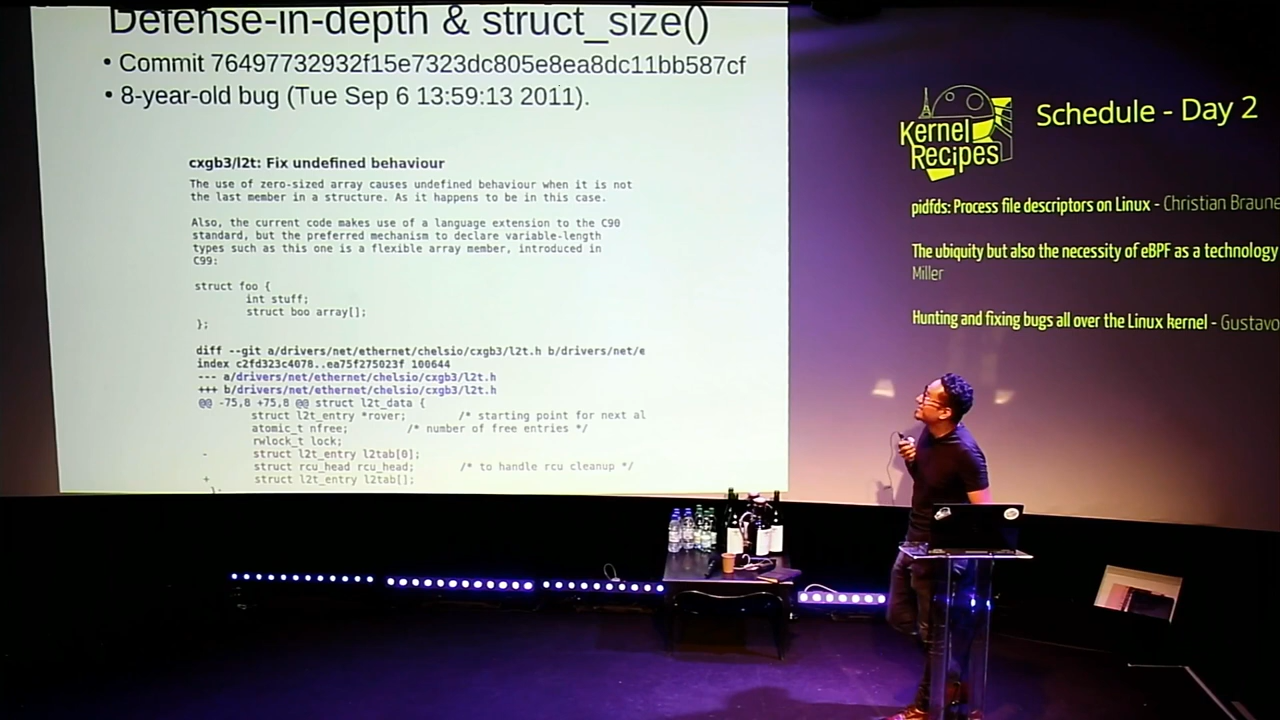 Defense-in-depth & struct_size()
• Commit 76497732932f15e7323dc805e8ea8dc11bb587cf
• 8-year-old bug (Tue Sep 6 13:59:13 2011).
cxgb3/l2t: Fix undefined behaviour
The use of zero-sized array causes undefined behaviour when it is not
the last member in a structure. As it happens to be in this case.
Also, the current code makes use of a language extension to the C90
standard, but the preferred mechanism to declare variable-length
types such as this one is a flexible array member, introduced in
C99:
struct foo {
int stuff;
struct boo array[];
};
diff --git a/drivers/net/ethernet/chelsio/cxgb3/l2t.h b/drivers/net/e
index c2fd323c4078..ea75f275023f 100644
--- a/drivers/net/ethernet/chelsio/cxgb3/l2t.h
+++ b/drivers/net/ethernet/chelsio/cxgb3/l2t.h
@@ -75,8 +75,8 @@ struct l2t_data {
struct l2t_entry *rover; /* starting point for next al
atomic_t nfree; /* number of free entries */
rwlock_t lock;
- struct l2t_entry l2tab[0];
struct rcu_head rcu_head; /* to handle rcu cleanup */
+ struct l2t_entry l2tab[];
};
Kernel
Recipes
Schedule - Day 2
pidfds: Process file descriptors on Linux - Christian Braune
The ubiquity but also the necessity of eBPF as a technology
Miller
Hunting and fixing bugs all over the Linux kernel - Gustavo